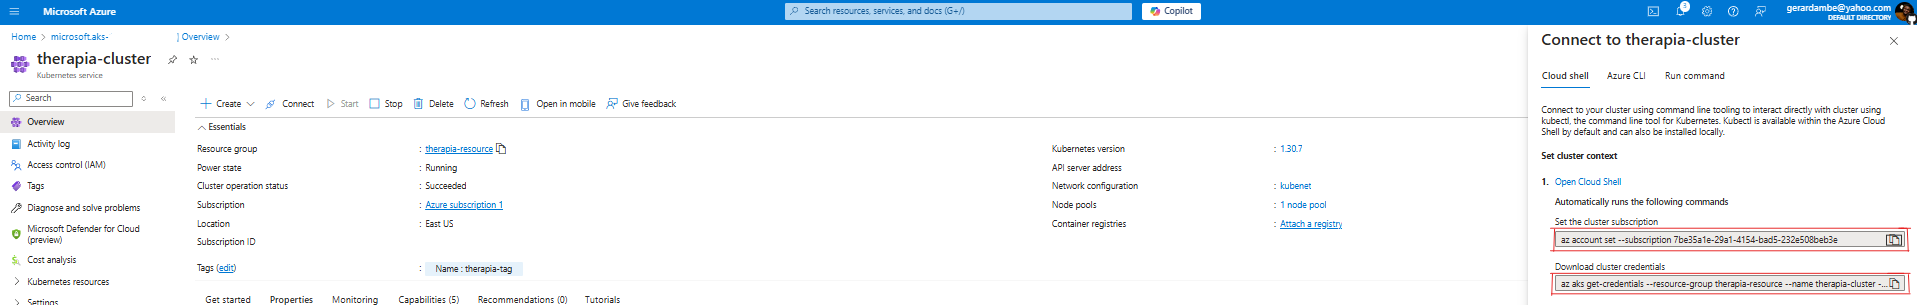 Microsoft Azure
Search resources, services, and docs (G+/)
Copilot
3
gerardambe@yahoo.com
DEFAULT DIRECTORY
Home > microsoft.aks- | Overview >
therapia-cluster
Kubernetes service
Search
Overview
Activity log
Access control (IAM)
Tags
Diagnose and solve problems
Microsoft Defender for Cloud
(preview)
Cost analysis
Kubernetes resources
Settings
Create
Connect
Start
Stop
Delete
Refresh
Open in mobile
Give feedback
Essentials
Resource group : therapia-resource
Power state : Running
Cluster operation status : Succeeded
Subscription : Azure subscription 1
Location : East US
Subscription ID
Tags (edit) : Name : therapia-tag
Kubernetes version : 1.30.7
API server address
Network configuration : kubenet
Node pools : 1 node pool
Container registries : Attach a registry
Get started
Properties
Monitoring
Capabilities (5)
Recommendations (0)
Tutorials
Connect to therapia-cluster
Cloud shell
Azure CLI
Run command
Connect to your cluster using command line tooling to interact directly with cluster using
kubectl, the command line tool for Kubernetes. Kubectl is available within the Azure Cloud
Shell by default and can also be installed locally.
Set cluster context
1. Open Cloud Shell
Automatically runs the following commands
Set the cluster subscription
az account set --subscription 7be35a1e-29a1-4154-bad5-232e508beb3e
Download cluster credentials
az aks get-credentials --resource-group therapia-resource --name therapia-cluster -...